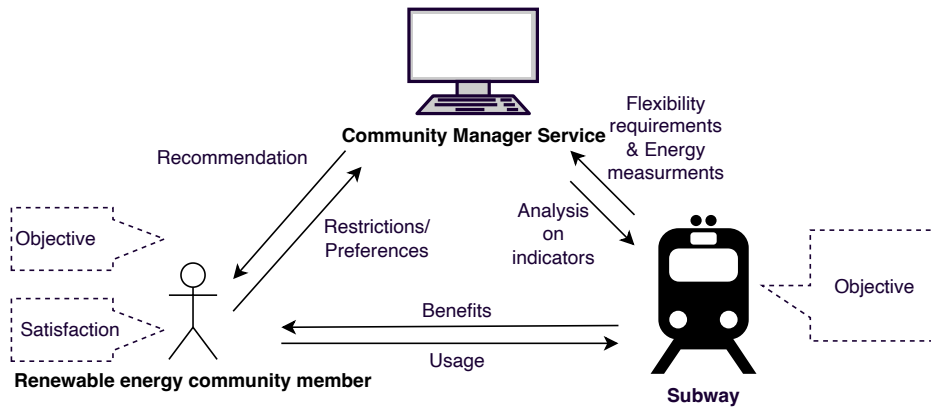 Community Manager Service
Flexibility
requirements
& Energy
measurments
Recommendation
Restrictions/
Preferences
Analysis
on
indicators
Objective
Satisfaction
Objective
Benefits
Usage
Renewable energy community member
Subway